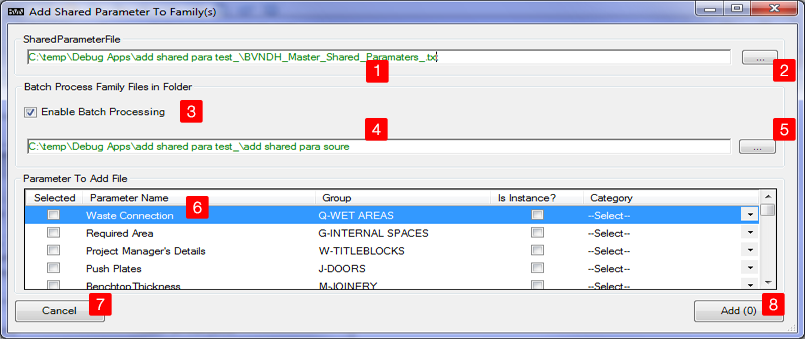 BVN Add Shared Parameter To Family(s)
SharedParameterFile
C:\temp\Debug Apps\add shared para test_\BVNDH_Master_Shared_Paramaters_.txt
...
1
2
Batch Process Family Files in Folder
Enable Batch Processing
3
4
5
C:\temp\Debug Apps\add shared para test_\add shared para soure
...
Parameter To Add File
Selected Parameter Name Group Is Instance? Category
6
Waste Connection Q-WET AREAS --Select--
Required Area G-INTERNAL SPACES --Select--
Project Manager's Details W-TITLEBLOCKS --Select--
Push Plates J-DOORS --Select--
BenchtopThickness M-JOINERY --Select--
7
8
Cancel Add (0)